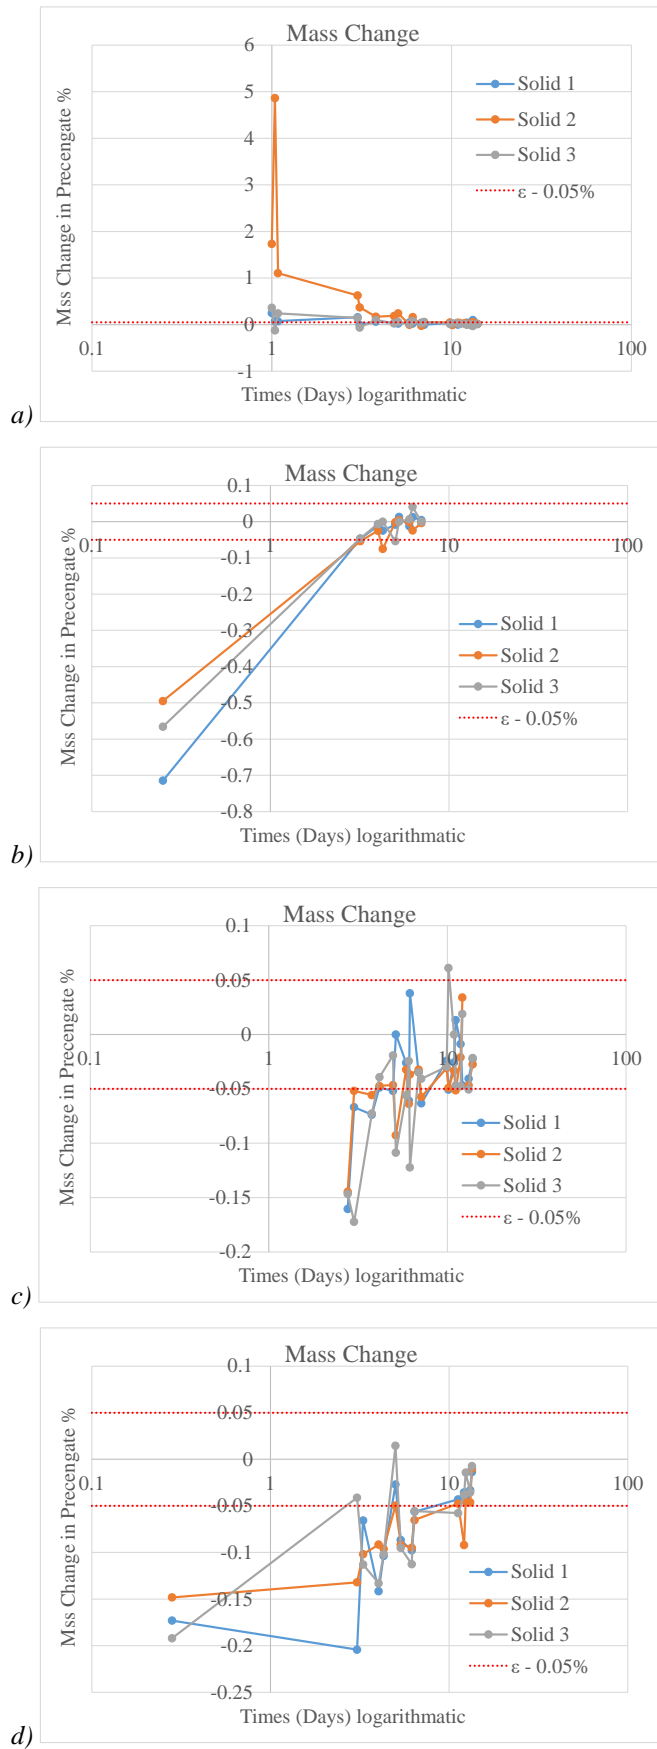 Mass Change
6
5
4
3
2
1
0
-1
0.1
1
10
100
Mss Change in Precengate %
Times (Days) logarithmatic
Solid 1
Solid 2
Solid 3
ε - 0.05%
a)
Mass Change
0.1
0
-0.1
-0.2
-0.3
-0.4
-0.5
-0.6
-0.7
-0.8
0.1
1
10
100
Mss Change in Precengate %
Times (Days) logarithmatic
Solid 1
Solid 2
Solid 3
ε - 0.05%
b)
Mass Change
0.1
0.05
0
-0.05
-0.1
-0.15
-0.2
0.1
1
10
100
Mss Change in Precengate %
Times (Days) logarithmatic
Solid 1
Solid 2
Solid 3
ε - 0.05%
c)
Mass Change
0.1
0.05
0
-0.05
-0.1
-0.15
-0.2
-0.25
0.1
1
10
100
Mss Change in Precengate %
Times (Days) logarithmatic
Solid 1
Solid 2
Solid 3
ε - 0.05%
d)